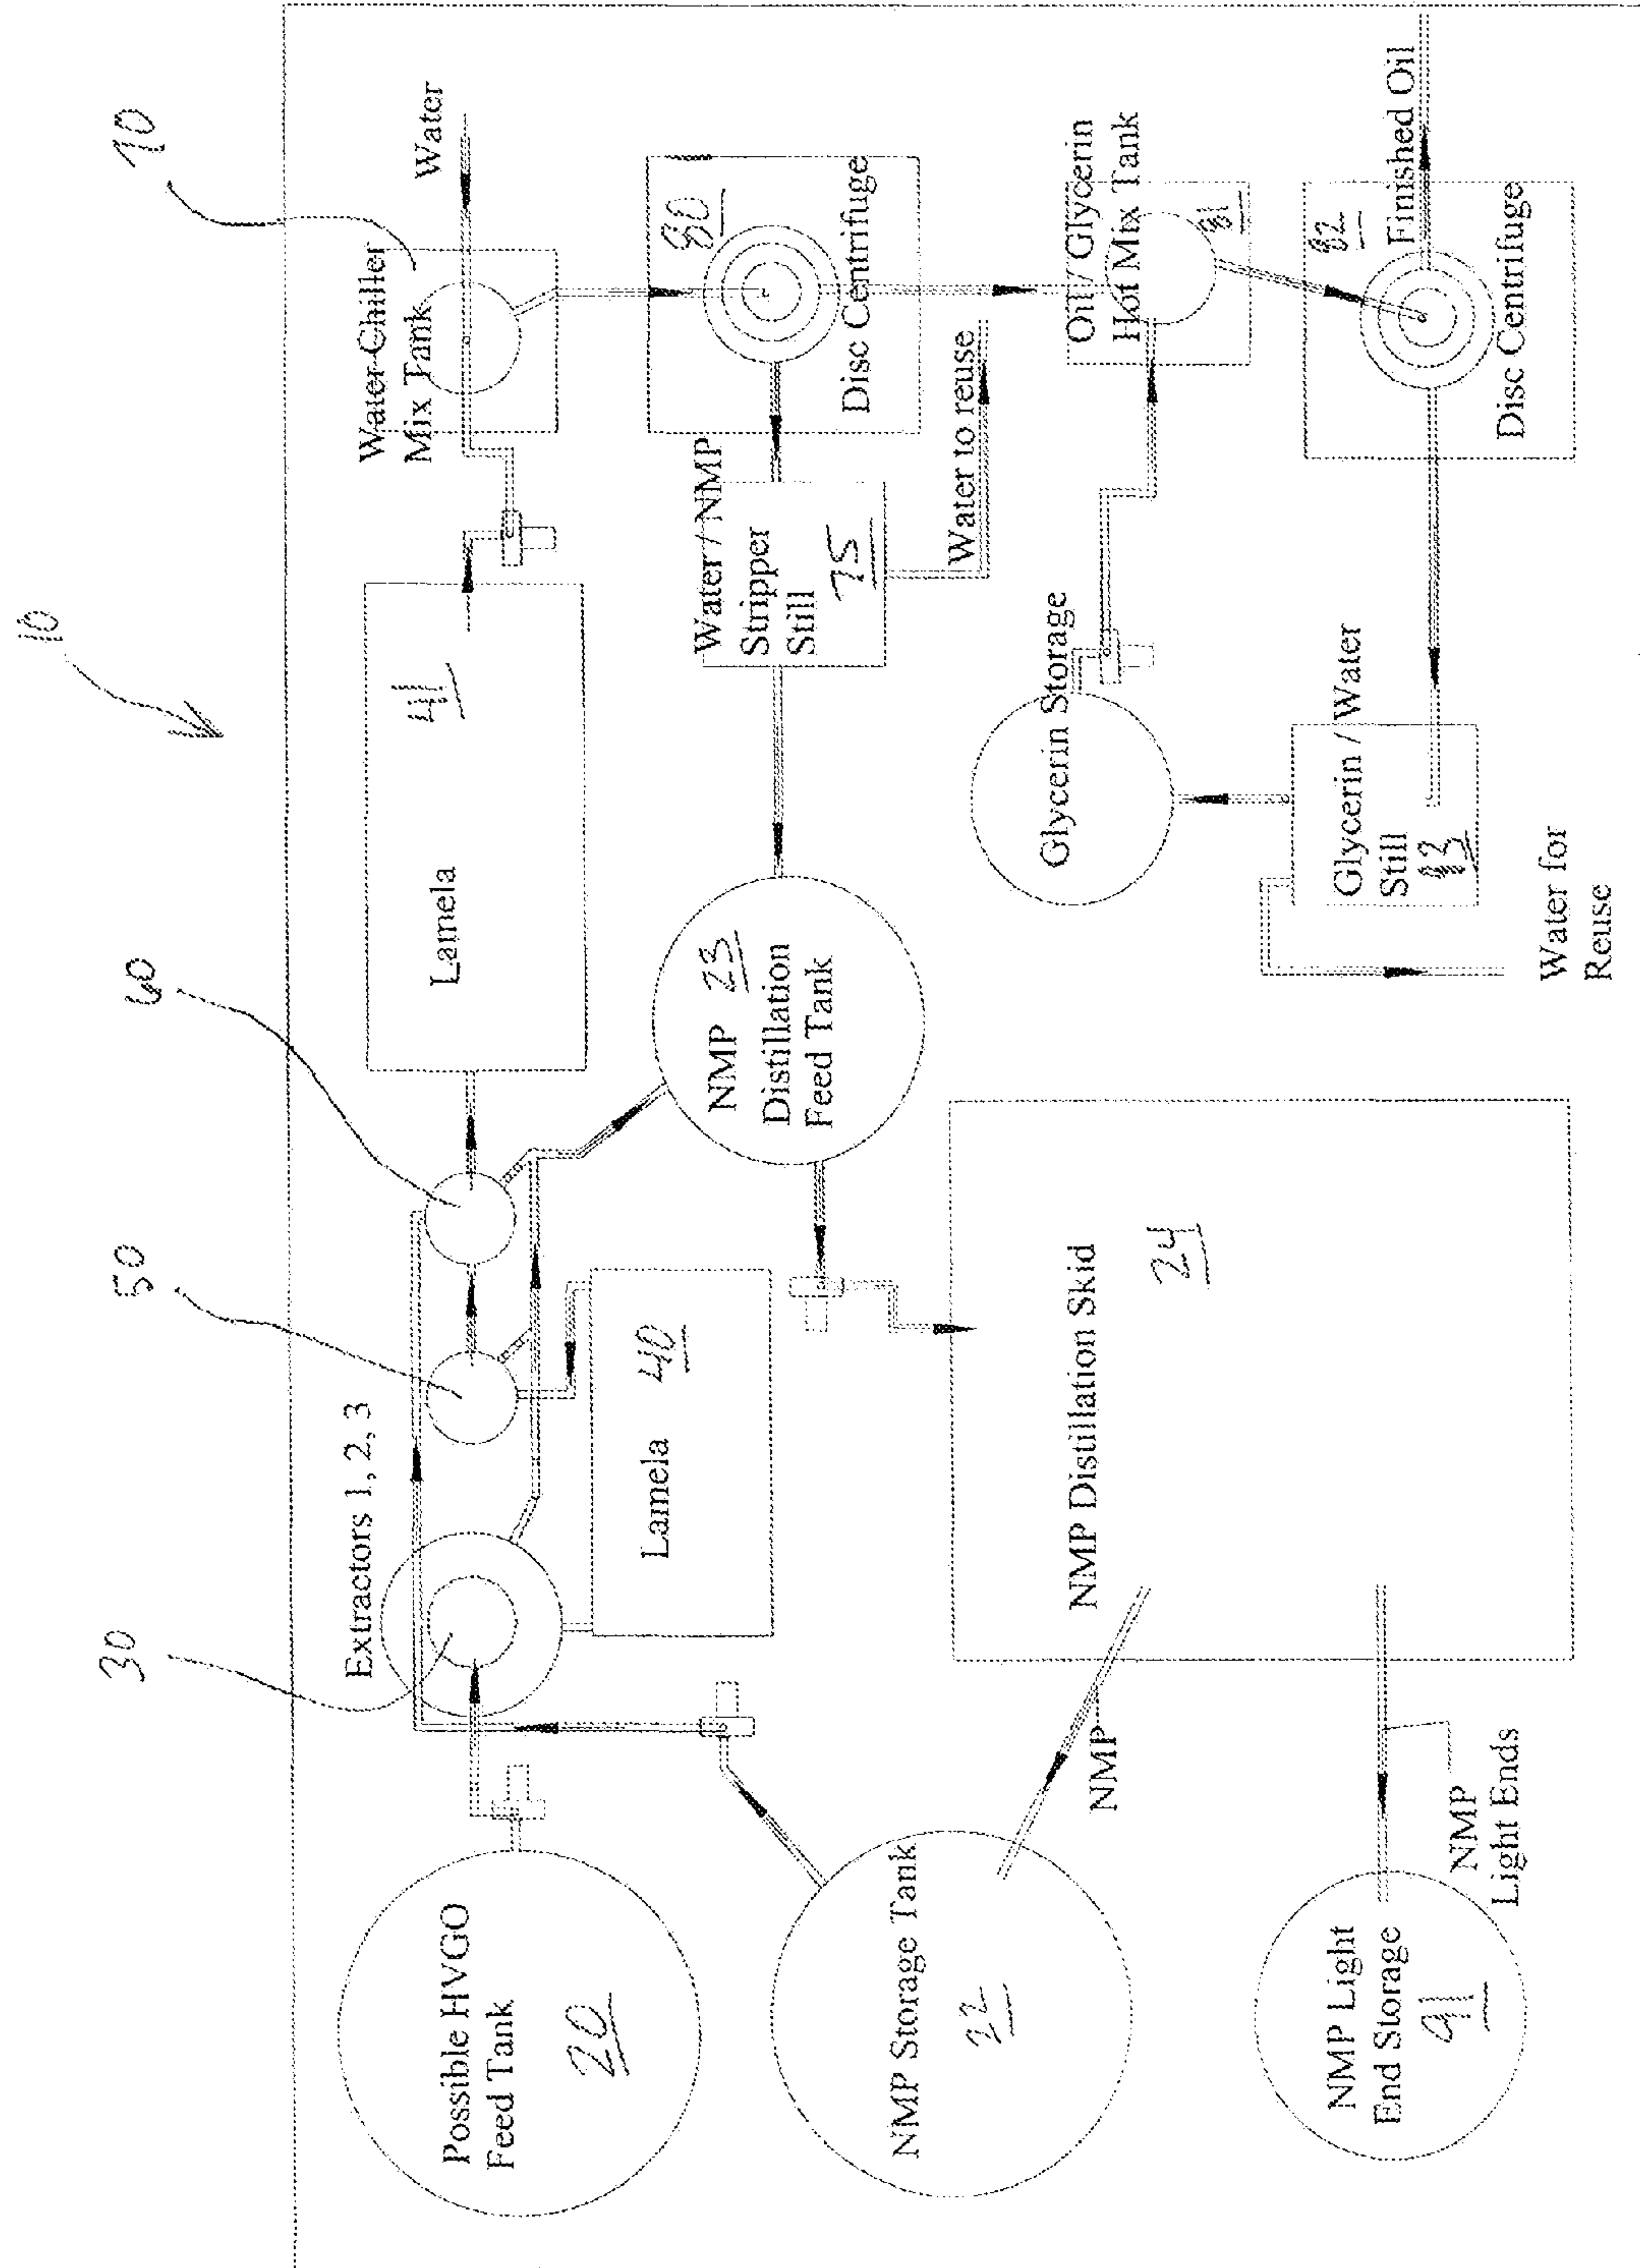 10
30
50
60
70
Extractors 1, 2, 3
Water Chiller
Mix Tank
Water
Possible HVGO
Feed Tank
20
Lamela
41
Lamela
40
NMP 23
Distillation
Feed Tank
Water / NMP
Stripper
Still
75
80
Disc Centrifuge
Water to reuse
NMP Storage Tank
22
NMP
NMP Distillation Skid
24
Glycerin Storage
Oil / Glycerin
Hot Mix Tank
81
NMP Light
End Storage
91
NMP
Light Ends
Glycerin / Water
Still
83
82
Disc Centrifuge
Finished Oil
Water for
Reuse